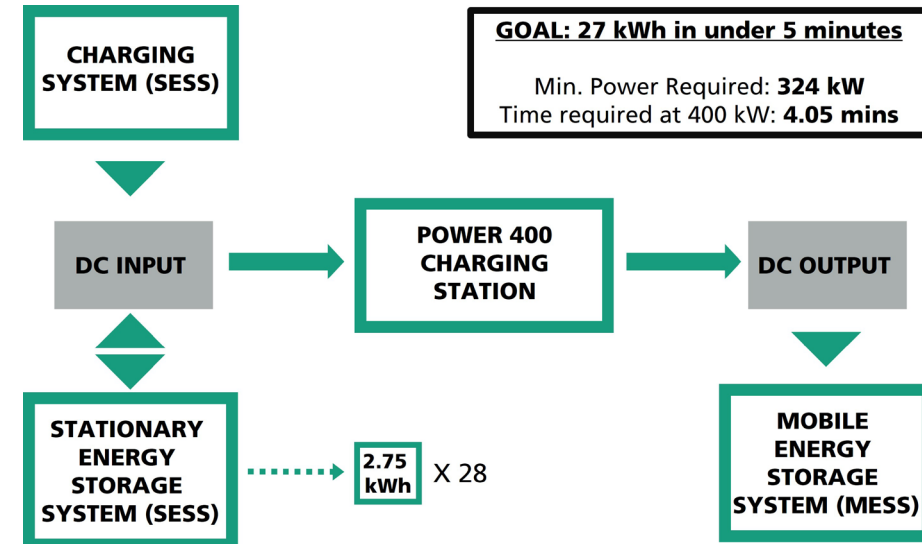 CHARGING
SYSTEM (SESS)
GOAL: 27 kWh in under 5 minutes
Min. Power Required: 324 kW
Time required at 400 kW: 4.05 mins
DC INPUT
POWER 400
CHARGING
STATION
DC OUTPUT
STATIONARY
ENERGY
STORAGE
SYSTEM (SESS)
2.75
kWh
X 28
MOBILE
ENERGY
STORAGE
SYSTEM (MESS)